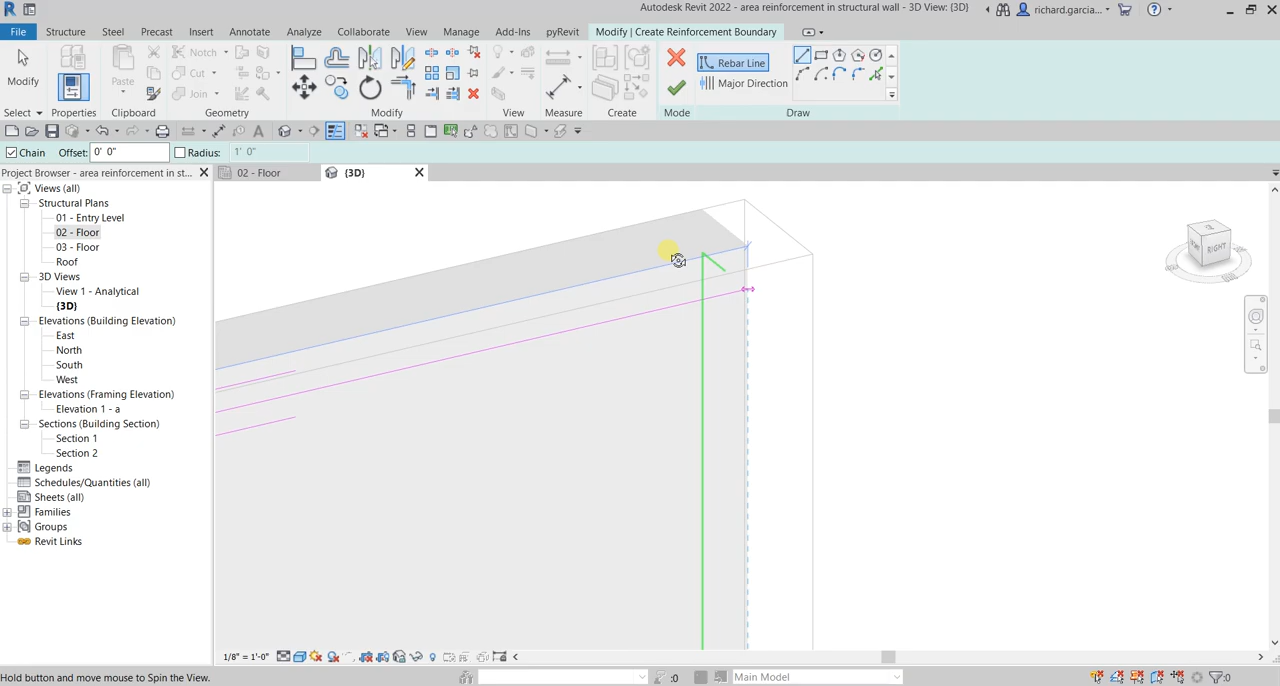 Autodesk Revit 2022 - area reinforcement in structural wall - 3D View: {3D}
richard.garcia...
File Structure Steel Precast Insert Annotate Analyze Collaborate View Manage Add-Ins pyRevit Modify | Create Reinforcement Boundary
Modify Paste Notch Cut Join Rebar Line Major Direction
Select Properties Clipboard Geometry Modify View Measure Create Mode Draw
Chain Offset: 0' 0" Radius: 1' 0"
Project Browser - area reinforcement in st...
02 - Floor {3D}
Views (all)
Structural Plans
01 - Entry Level
02 - Floor
03 - Floor
Roof
3D Views
View 1 - Analytical
{3D}
Elevations (Building Elevation)
East
North
South
West
Elevations (Framing Elevation)
Elevation 1 - a
Sections (Building Section)
Section 1
Section 2
Legends
Schedules/Quantities (all)
Sheets (all)
Families
Groups
Revit Links
RIGHT
1/8" = 1'-0"
Hold button and move mouse to Spin the View.
:0 Main Model :0